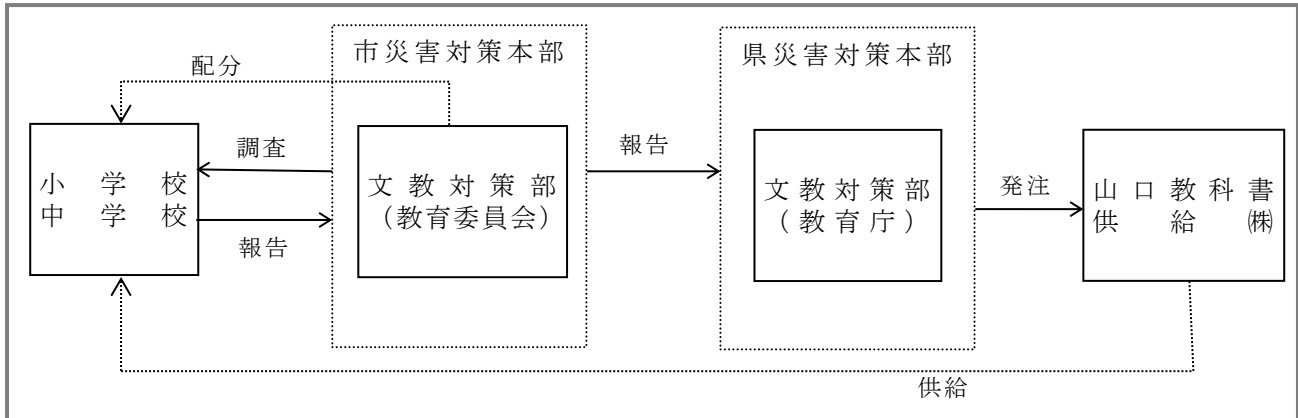 市災害対策本部
県災害対策本部
配分
調査
報告
小学校
中学校
報告
文教対策部
(教育委員会)
文教対策部
(教育庁)
発注
山口教科書
供給㈱
供給